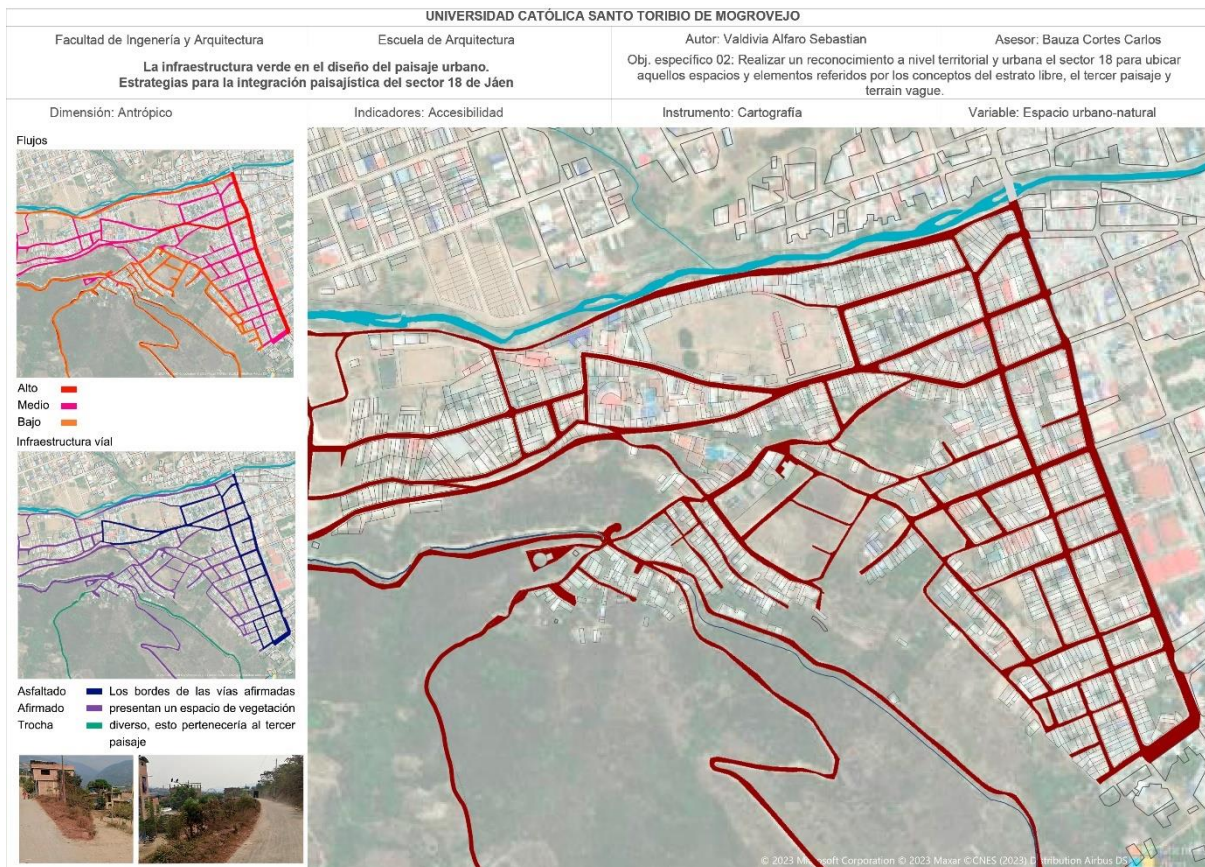 UNIVERSIDAD CATÓLICA SANTO TORIBIO DE MOGROVEJO
Facultad de Ingenería y Arquitectura
Escuela de Arquitectura
Autor: Valdivia Alfaro Sebastian
Asesor: Bauza Cortes Carlos
La infraestructura verde en el diseño del paisaje urbano.
Estrategias para la integración paisajística del sector 18 de Jáen
Obj. específico 02: Realizar un reconocimiento a nivel territorial y urbana el sector 18 para ubicar
aquellos espacios y elementos referidos por los conceptos del estrato libre, el tercer paisaje y
terrain vague.
Dimensión: Antrópico
Indicadores: Accesibilidad
Instrumento: Cartografía
Variable: Espacio urbano-natural
Flujos
Alto
Medio
Bajo
Infraestructura víal
Asfaltado
Afirmado
Trocha
Los bordes de las vías afirmadas
presentan un espacio de vegetación
diverso, esto pertenecería al tercer
paisaje
© 2023 Microsoft Corporation © 2023 Maxar ©CNES (2023) Distribution Airbus DS